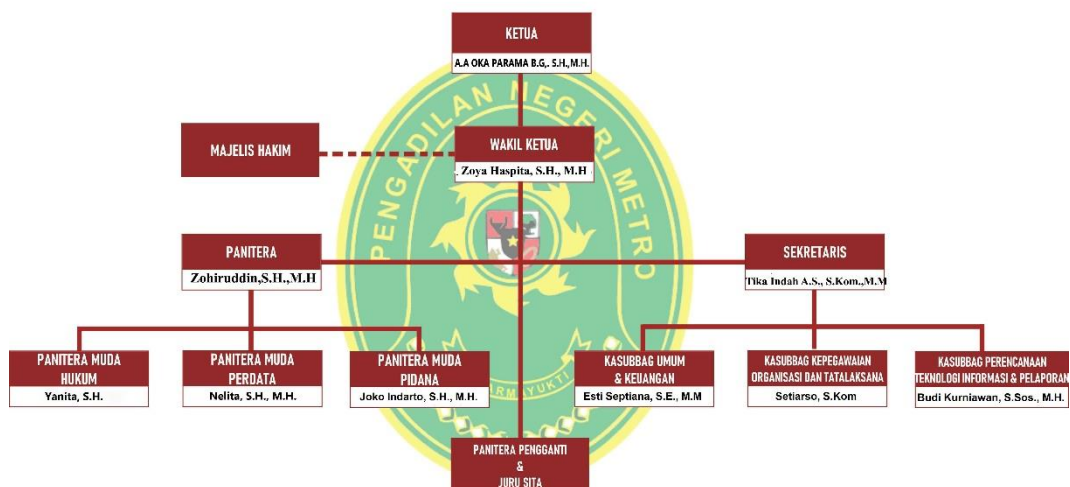 KETUA
A.A OKA PARAMA B.G,. S.H.,M.H.
PENGADILAN NEGERI METRO
MAJELIS HAKIM
WAKIL KETUA
. Zoya Haspita, S.H., M.H
PANITERA
Zohiruddin,S.H.,M.H
SEKRETARIS
Tika Indah A.S., S.Kom.,M.M
PANITERA MUDA
HUKUM
Yanita, S.H.
PANITERA MUDA
PERDATA
Nelita, S.H., M.H.
PANITERA MUDA
PIDANA
Joko Indarto, S.H., M.H.
KASUBBAG UMUM
& KEUANGAN
Esti Septiana, S.E., M.M
KASUBBAG KEPEGAWAIAN
ORGANISASI DAN TATALAKSANA
Setiarso, S.Kom
KASUBBAG PERENCANAAN
TEKNOLOGI INFORMASI & PELAPORAN
Budi Kurniawan, S.Sos., M.H.
PANITERA PENGGANTI
&
JURU SITA